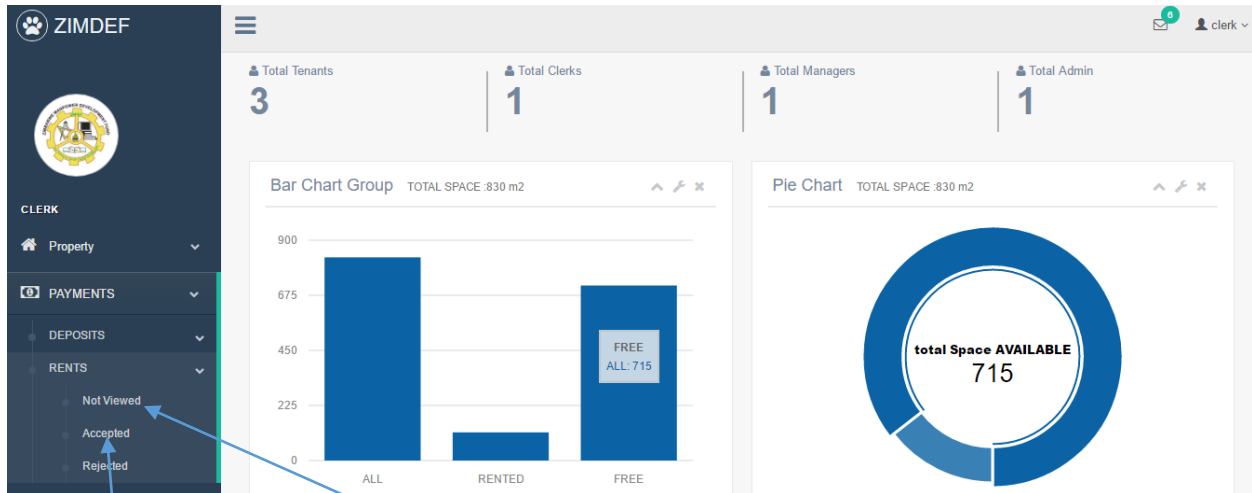 ZIMDEF
6
clerk
Total Tenants
3
Total Clerks
1
Total Managers
1
Total Admin
1
CLERK
Property
PAYMENTS
DEPOSITS
RENTS
Not Viewed
Accepted
Rejected
Bar Chart Group TOTAL SPACE :830 m2
900
675
450
225
0
ALL
RENTED
FREE
FREE
ALL: 715
Pie Chart TOTAL SPACE :830 m2
total Space AVAILABLE
715